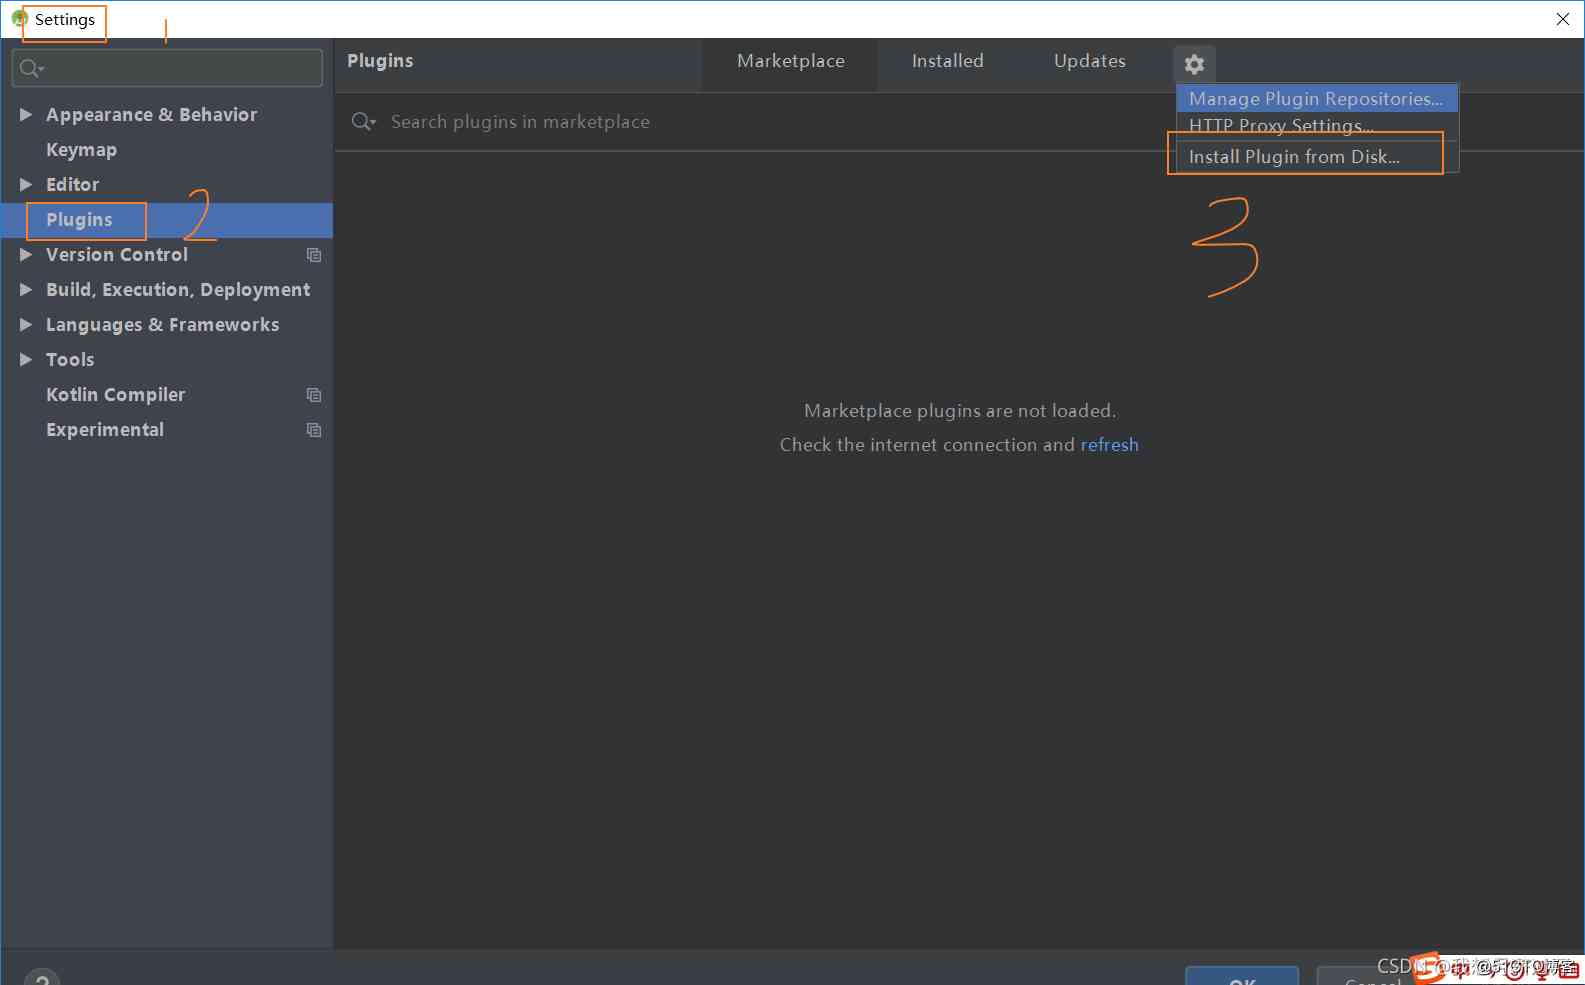 Settings
1
Plugins
Marketplace
Installed
Updates
Manage Plugin Repositories...
HTTP Proxy Settings...
Install Plugin from Disk...
Search plugins in marketplace
Appearance & Behavior
Keymap
Editor
Plugins
2
Version Control
Build, Execution, Deployment
Languages & Frameworks
Tools
Kotlin Compiler
Experimental
3
Marketplace plugins are not loaded.
Check the internet connection and refresh
?
OK
Cancel
CSDN
@51CTO博客